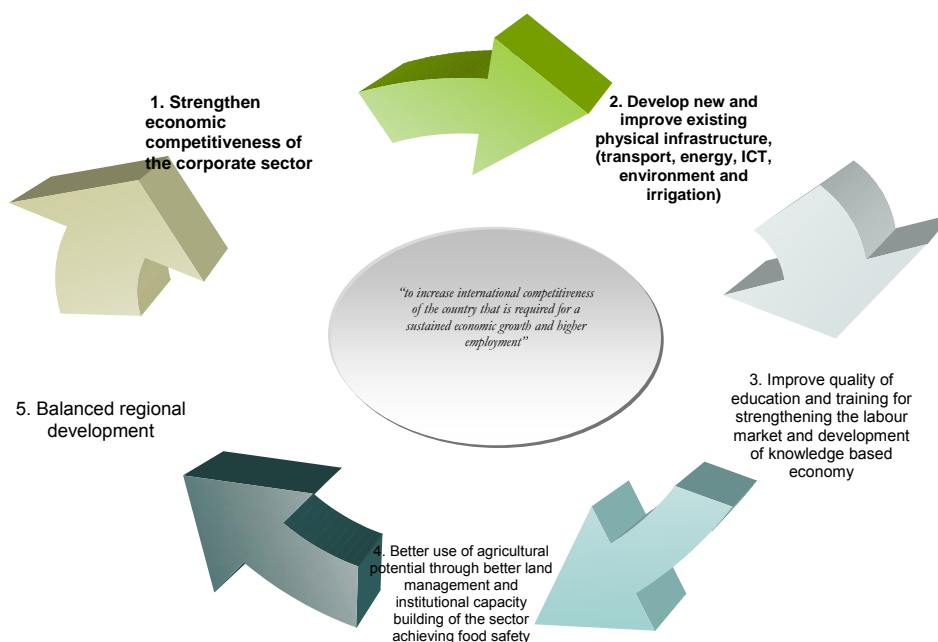 1. Strengthen
economic
competitiveness of
the corporate sector
2. Develop new and
improve existing
physical infrastructure,
(transport, energy, ICT,
environment and
irrigation)
“to increase international competitiveness
of the country that is required for a
sustained economic growth and higher
employment”
3. Improve quality of
education and training for
strengthening the labour
market and development
of knowledge based
economy
5. Balanced regional
development
4. Better use of agricultural
potential through better land
management and
institutional capacity
building of the sector
achieving food safety